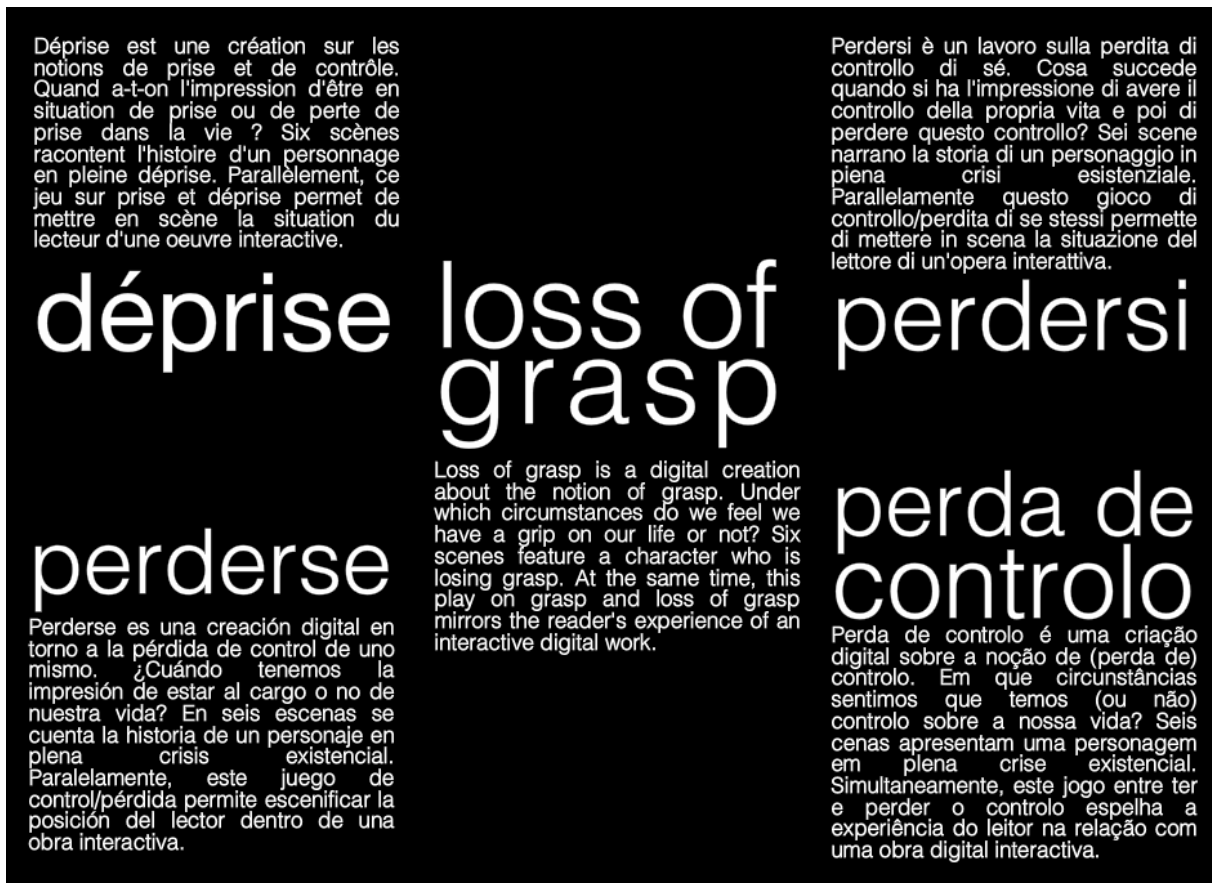 Déprise est une création sur les
notions de prise et de contrôle.
Quand a-t-on l'impression d'être en
situation de prise ou de perte de
prise dans la vie ? Six scènes
racontent l'histoire d'un personnage
en pleine déprise. Parallèlement, ce
jeu sur prise et déprise permet de
mettre en scène la situation du
lecteur d'une oeuvre interactive.
déprise
perderse
Perderse es una creación digital en
torno a la pérdida de control de uno
mismo. ¿Cuándo tenemos la
impresión de estar al cargo o no de
nuestra vida? En seis escenas se
cuenta la historia de un personaje en
plena crisis existencial.
Paralelamente, este juego de
control/pérdida permite escenificar la
posición del lector dentro de una
obra interactiva.
loss of
grasp
Loss of grasp is a digital creation
about the notion of grasp. Under
which circumstances do we feel we
have a grip on our life or not? Six
scenes feature a character who is
losing grasp. At the same time, this
play on grasp and loss of grasp
mirrors the reader's experience of an
interactive digital work.
Perdersi è un lavoro sulla perdita di
controllo di sé. Cosa succede
quando si ha l'impressione di avere il
controllo della propria vita e poi di
perdere questo controllo? Sei scene
narrano la storia di un personaggio in
piena crisi esistenziale.
Parallelamente questo gioco di
controllo/perdita di se stessi permette
di mettere in scena la situazione del
lettore di un'opera interattiva.
perdersi
perda de
controlo
Perda de controlo é uma criação
digital sobre a noção de (perda de)
controlo. Em que circunstâncias
sentimos que temos (ou não)
controlo sobre a nossa vida? Seis
cenas apresentam uma personagem
em plena crise existencial.
Simultaneamente, este jogo entre ter
e perder o controlo espelha a
experiência do leitor na relação com
uma obra digital interactiva.